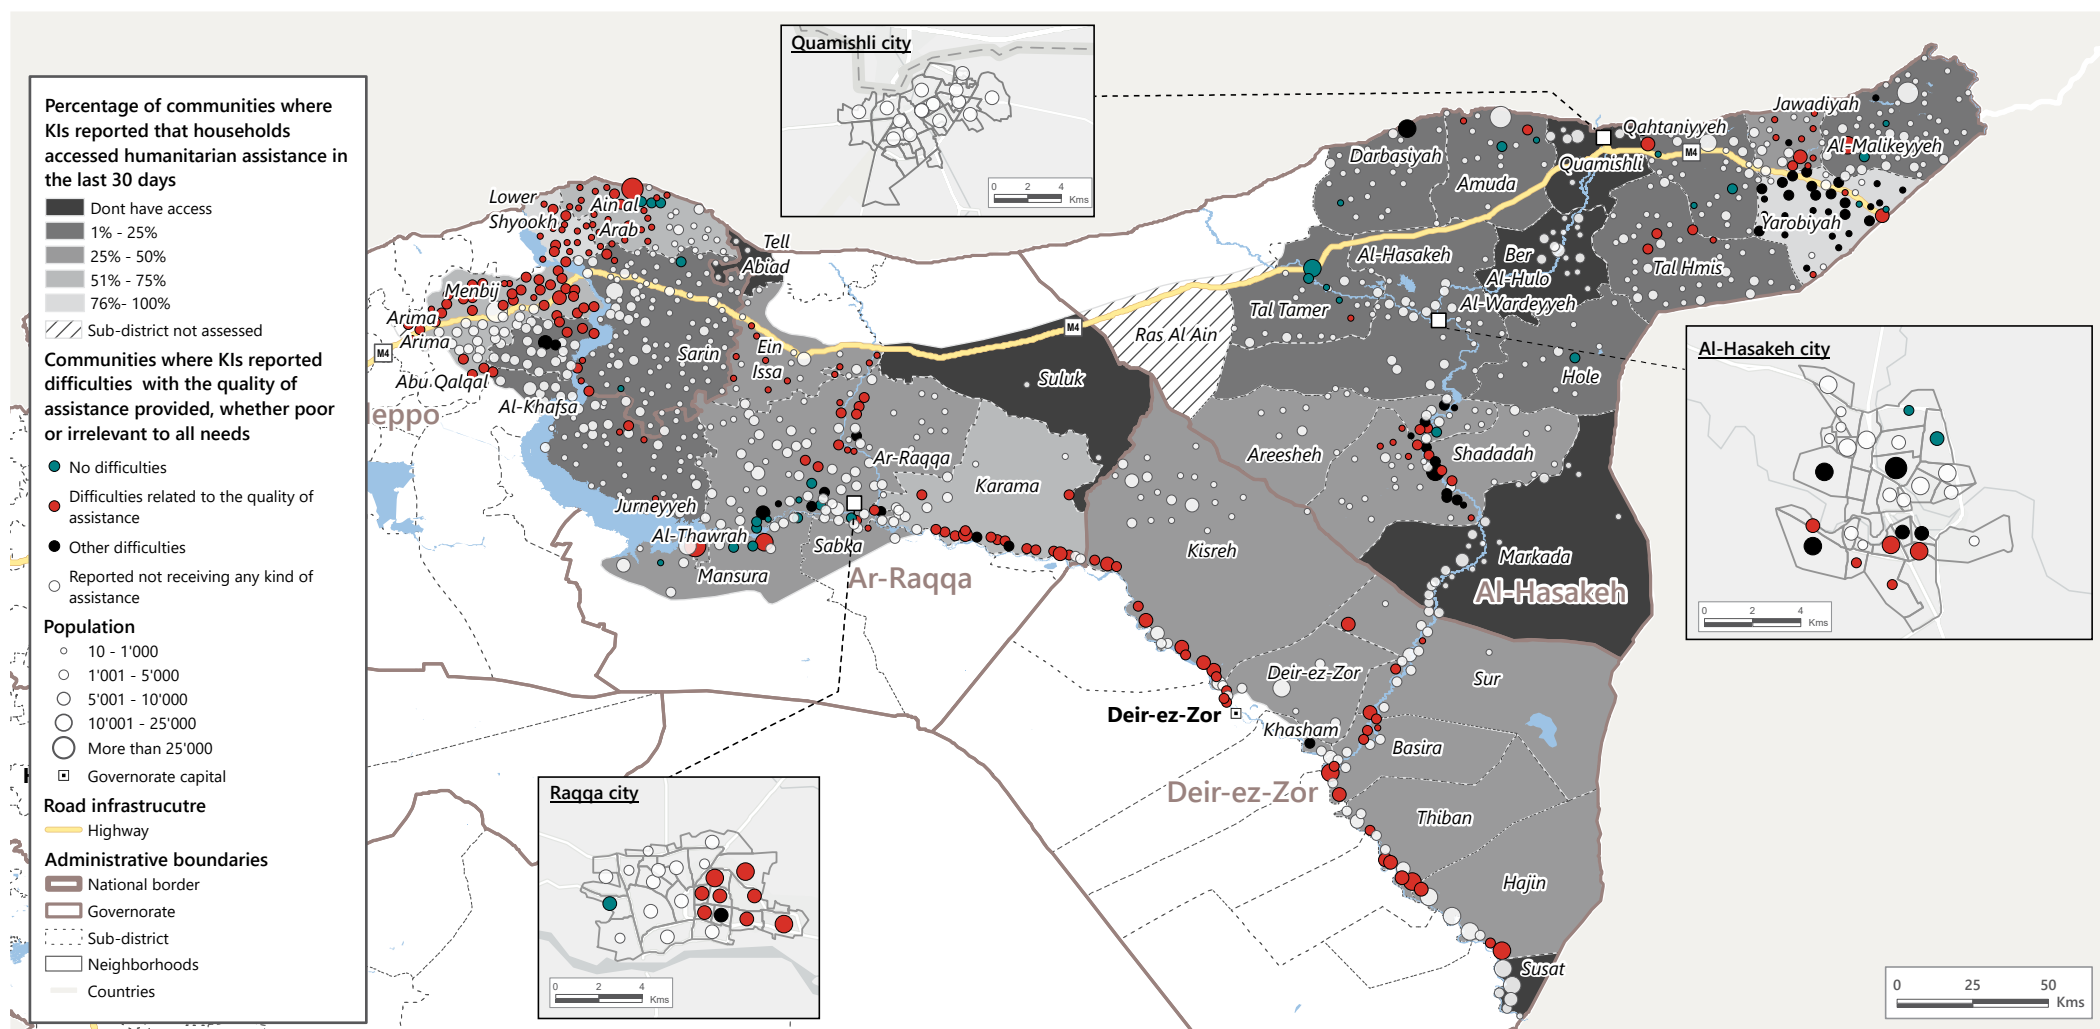 Percentage of communities where
KIs reported that households
accessed humanitarian assistance in
the last 30 days
Dont have access
1% - 25%
25% - 50%
51% - 75%
76%- 100%
Sub-district not assessed
Communities where KIs reported
difficulties with the quality of
assistance provided, whether poor
or irrelevant to all needs
No difficulties
Difficulties related to the quality of
assistance
Other difficulties
Reported not receiving any kind of
assistance
Population
10 - 1'000
1'001 - 5'000
5'001 - 10'000
10'001 - 25'000
More than 25'000
Governorate capital
Road infrastrucutre
Highway
Administrative boundaries
National border
Governorate
Sub-district
Neighborhoods
Countries
Quamishli city
0 2 4
Kms
Jawadiyah
Qahtaniyyeh
Al-Malikeyyeh
M4
Darbasiyah
Quamishli
Amuda
Yarobiyah
Lower
Shyookh
Ain al
Arab
Tell
Abiad
Al-Hasakeh
Ber
Al-Hulo
Al-Wardeyyeh
Tal Hmis
Menbij
Arima
Arima
M4
Tal Tamer
M4
Ras Al Ain
Sarin
Ein
Issa
Abu Qalqal
Al-Khafsa
leppo
Suluk
Hole
Al-Hasakeh city
0 2 4
Kms
Ar-Raqqa
Karama
Areesheh
Shadadah
Jurneyyeh
Al-Thawrah
Sabka
Mansura
Ar-Raqqa
Kisreh
Markada
Al-Hasakeh
Deir-ez-Zor
Sur
Deir-ez-Zor
Khasham
Basira
Deir-ez-Zor
Thiban
Hajin
Susat
Raqqa city
0 2 4
Kms
0 25 50
Kms